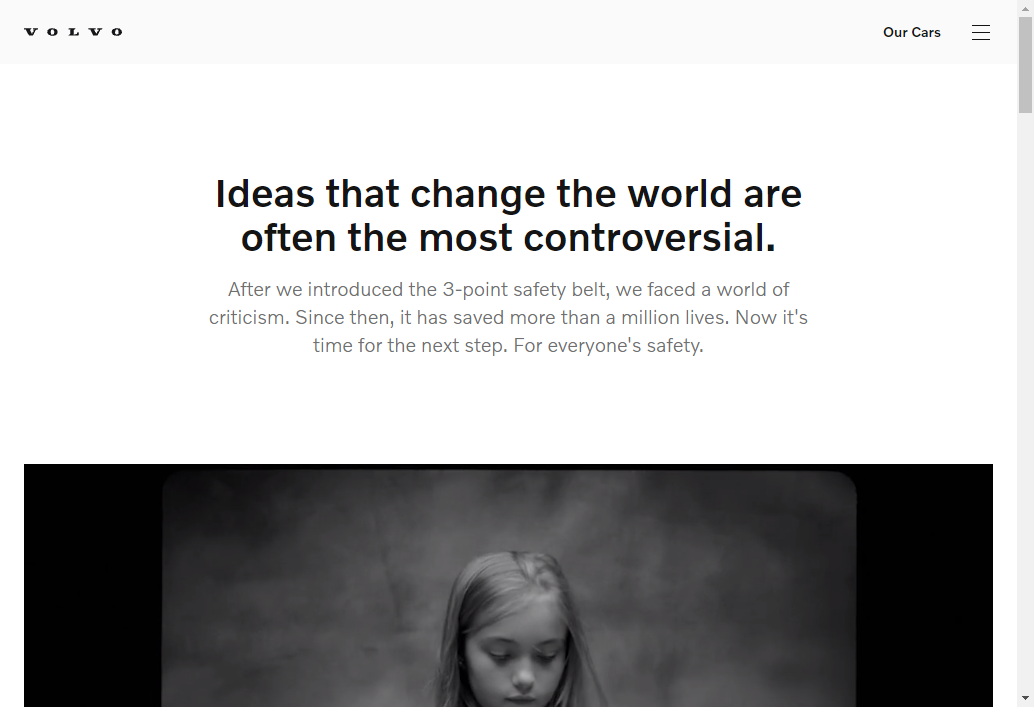 VOLVO
Our Cars
Ideas that change the world are
often the most controversial.
After we introduced the 3-point safety belt, we faced a world of
criticism. Since then, it has saved more than a million lives. Now it's
time for the next step. For everyone's safety.